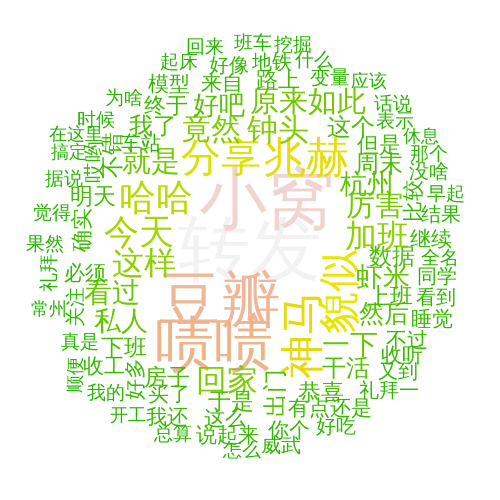 回来 班车 挖掘
起床 好像 地铁 什么
模型 来自 路上 变量 应该
为啥 终于 好吧 原来如此 话说
时候 我了 竟然 钟头 这个 表示
在这里 错 车站 但是 休息
搞定 哎哟 不 就是 分享 兆赫 周末 那个
据说 没啥
明天 哈哈 小窝 杭州 比较 早起
觉得 确实 今天 厉害 结果
果然 这样 转发 加班 继续
礼拜 必须 数据 全名
看过 豆瓣 貌似 虾米 同学
常州 关注 私人 上班 看到
神马 然后 睡觉
真是 下班 啧啧 一下 不过
收工 收听
顺便 好多 房子 回家 干活 又到
我的 买了 出门 恭喜 礼拜一
开工 我还 于是 有点 还是
总算 说起来 这么 你个 好吃
怎么 威武